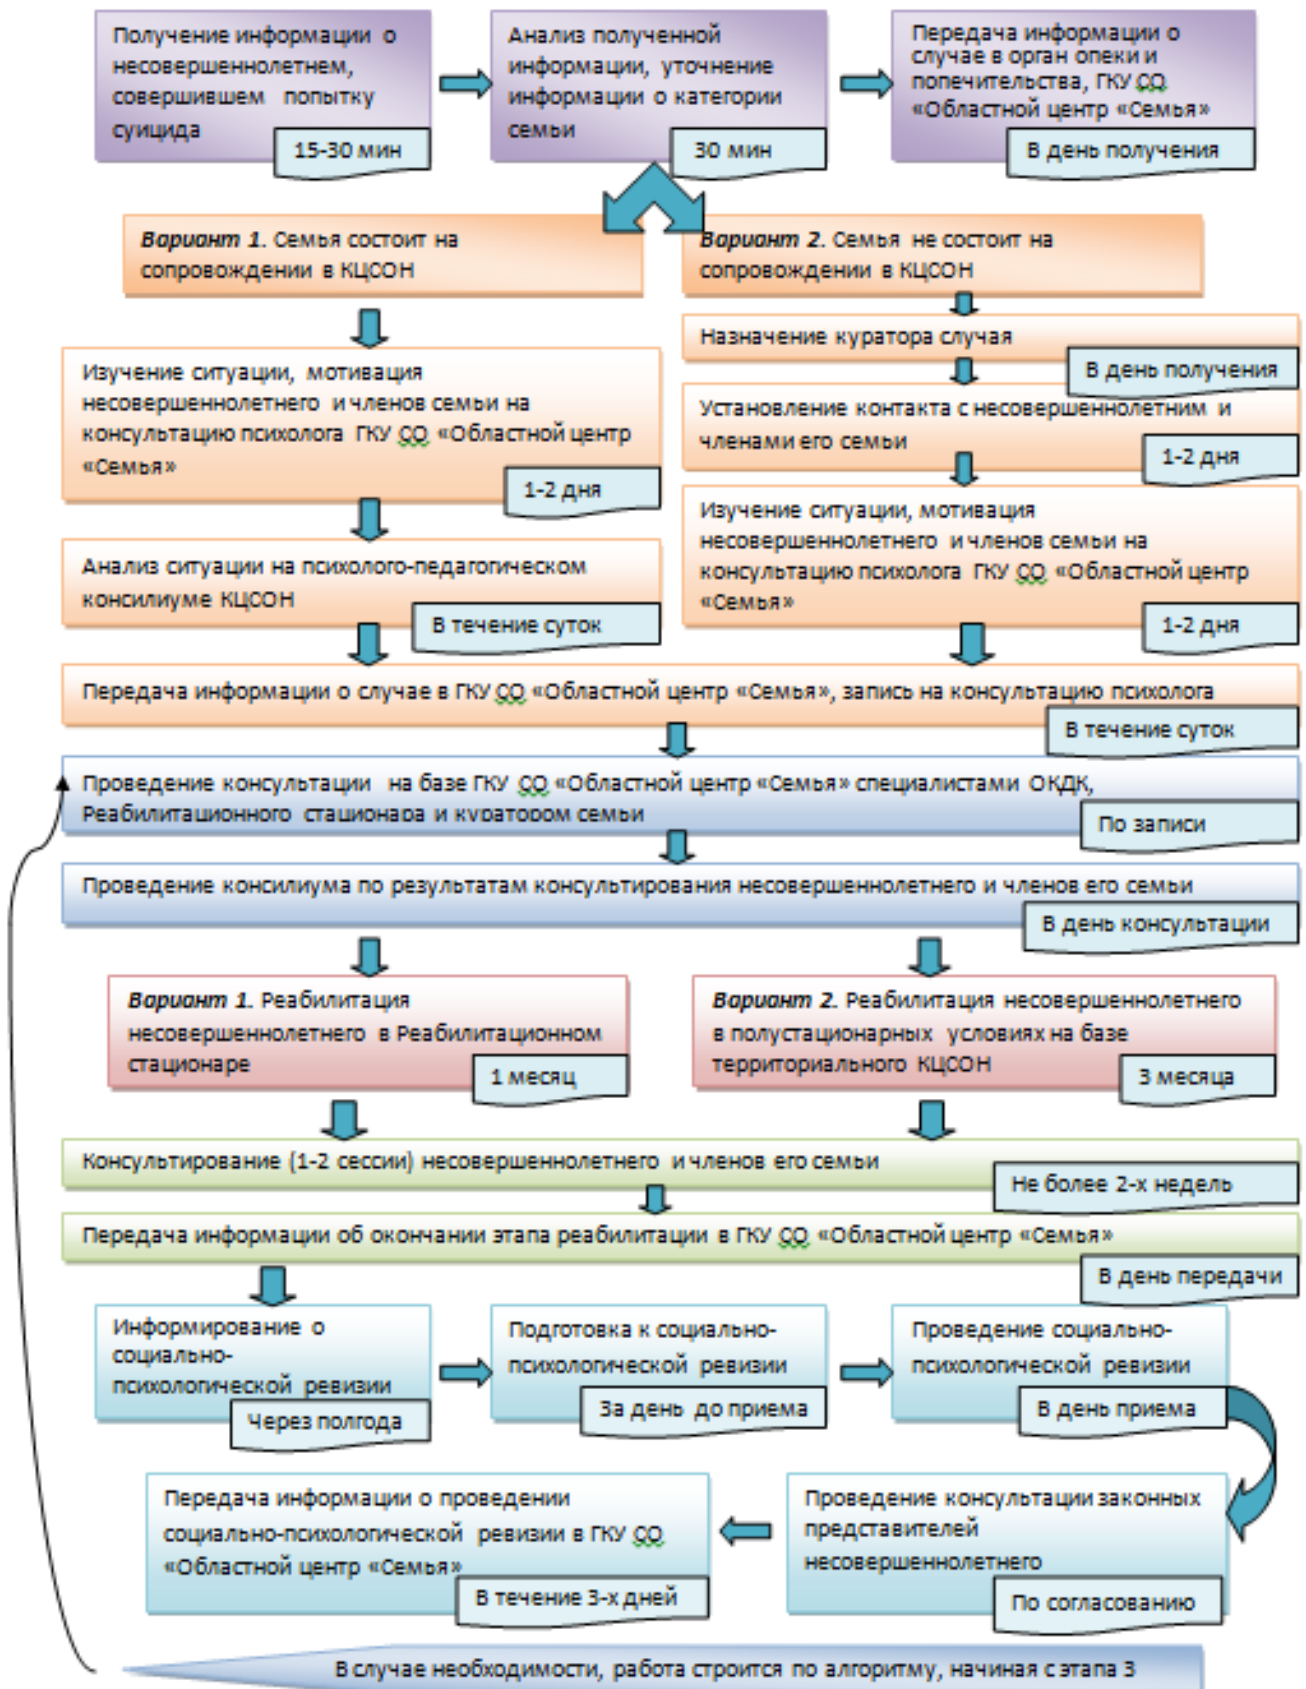 Получение информации о
несовершеннолетнем,
совершившем попытку
суицида
15-30 мин
Анализ полученной
информации, уточнение
информации о категории
семьи
30 мин
Передача информации о
случае в орган опеки и
попечительства, ГКУ СО
«Областной центр «Семья»
В день получения
Вариант 1. Семья состоит на
сопровождении в КЦСОН
Вариант 2. Семья не состоит на
сопровождении в КЦСОН
Назначение куратора случая
В день получения
Изучение ситуации, мотивация
несовершеннолетнего и членов семьи на
консультацию психолога ГКУ СО «Областной центр
«Семья»
1-2 дня
Установление контакта с несовершеннолетним и
членами его семьи
1-2 дня
Изучение ситуации, мотивация
несовершеннолетнего и членов семьи на
консультацию психолога ГКУ СО «Областной центр
«Семья»
1-2 дня
Анализ ситуации на психолого-педагогическом
консилиуме КЦСОН
В течение суток
Передача информации о случае в ГКУ СО «Областной центр «Семья», запись на консультацию психолога
В течение суток
Проведение консультации на базе ГКУ СО «Областной центр «Семья» специалистами ОКДК,
Реабилитационного стационара и куратором семьи
По записи
Проведение консилиума по результатам консультирования несовершеннолетнего и членов его семьи
В день консультации
Вариант 1. Реабилитация
несовершеннолетнего в Реабилитационном
стационаре
1 месяц
Вариант 2. Реабилитация несовершеннолетнего
в полустационарных условиях на базе
территориального КЦСОН
3 месяца
Консультирование (1-2 сессии) несовершеннолетнего и членов его семьи
Не более 2-х недель
Передача информации об окончании этапа реабилитации в ГКУ СО «Областной центр «Семья»
В день передачи
Информирование о
социально-
психологической ревизии
Через полгода
Подготовка к социально-
психологической ревизии
За день до приема
Проведение социально-
психологической ревизии
В день приема
Передача информации о проведении
социально-психологической ревизии в ГКУ СО
«Областной центр «Семья»
В течение 3-х дней
Проведение консультации законных
представителей
несовершеннолетнего
По согласованию
В случае необходимости, работа строится по алгоритму, начиная с этапа 3